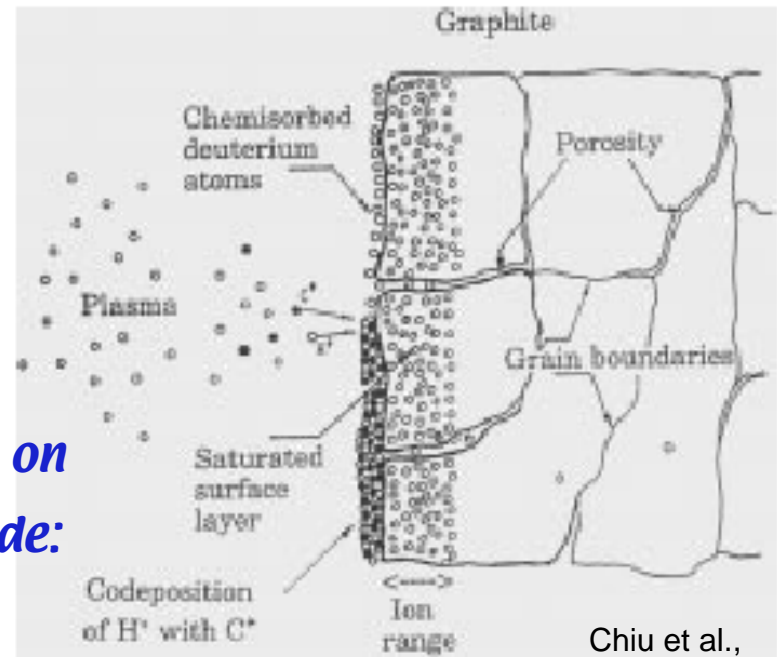 Graphite
Chemisorbed
deuterium
atoms
Porosity
Plasma
Grain boundaries
on
de:
Saturated
surface
layer
Codeposition
of H⁺ with C⁺
Ion
range
Chiu et al.,